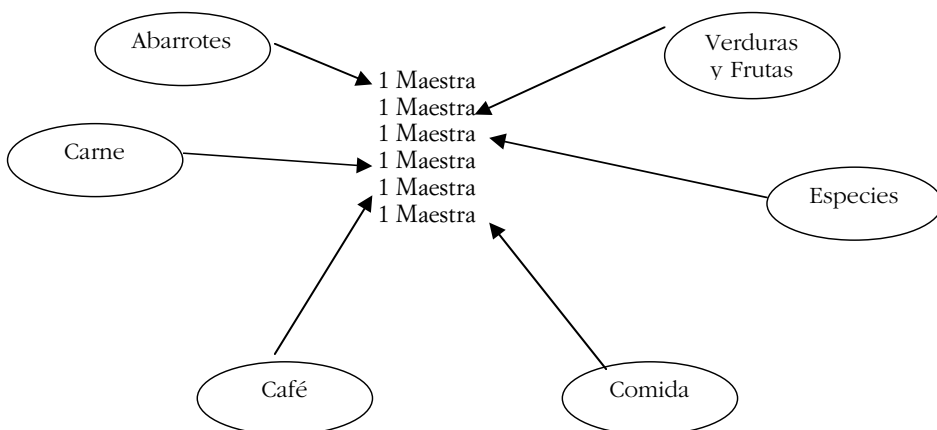 Abarrotes
Verduras
y Frutas
1 Maestra
1 Maestra
1 Maestra
1 Maestra
1 Maestra
1 Maestra
Carne
Especies
Café
Comida